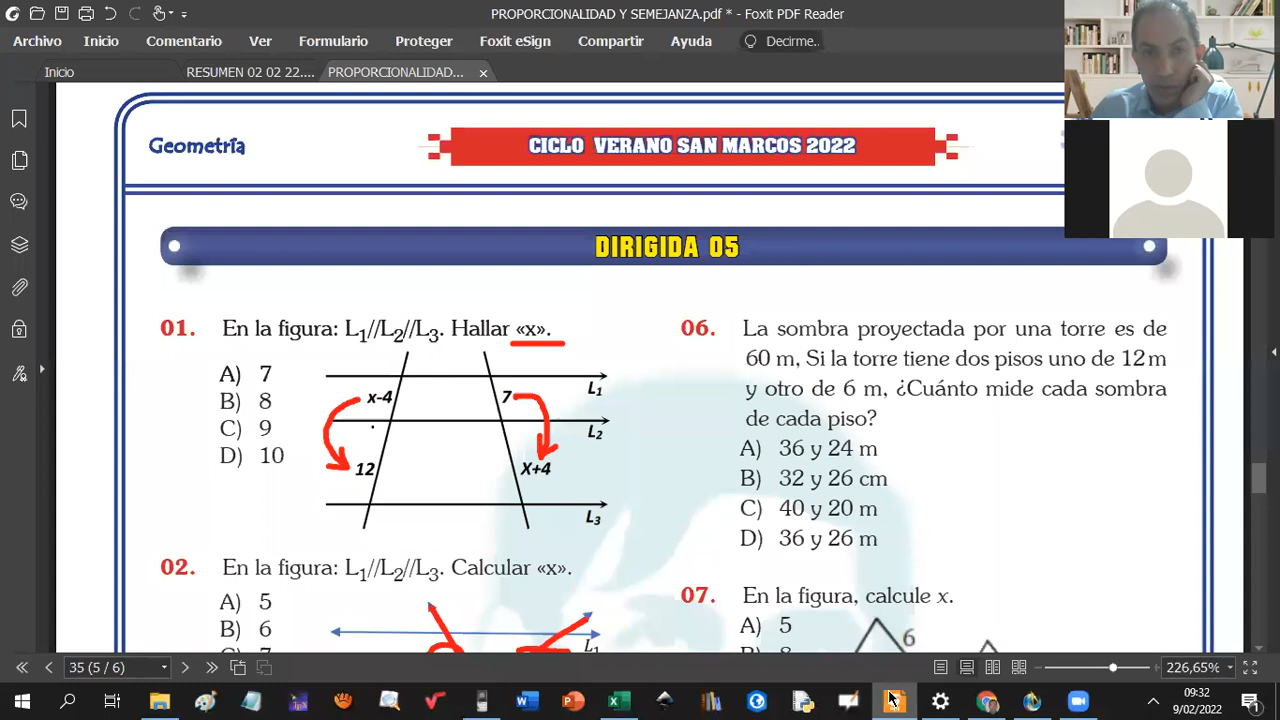 PROPORCIONALIDAD Y SEMEJANZA.pdf * - Foxit PDF Reader
Archivo Inicio Comentario Ver Formulario Proteger Foxit eSign Compartir Ayuda Decirme..
Inicio RESUMEN 02 02 22.... PROPORCIONALIDAD...
Geometría
CICLO VERANO SAN MARCOS 2022
DIRIGIDA 05
01. En la figura: L1//L2//L3. Hallar «x».
A) 7
B) 8
C) 9
D) 10
x-4
7
L1
L2
12
X+4
L3
02. En la figura: L1//L2//L3. Calcular «x».
A) 5
B) 6
L1
06. La sombra proyectada por una torre es de
60 m, Si la torre tiene dos pisos uno de 12 m
y otro de 6 m, ¿Cuánto mide cada sombra
de cada piso?
A) 36 y 24 m
B) 32 y 26 cm
C) 40 y 20 m
D) 36 y 26 m
07. En la figura, calcule x.
A) 5
6
35 (5 / 6)
226,65%
09:32
9/02/2022